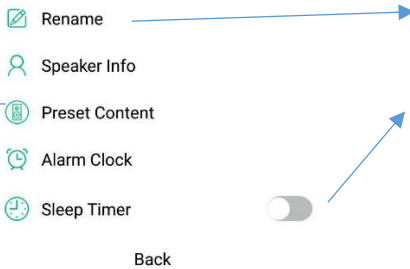 Rename
Speaker Info
Preset Content
Alarm Clock
Sleep Timer
Back